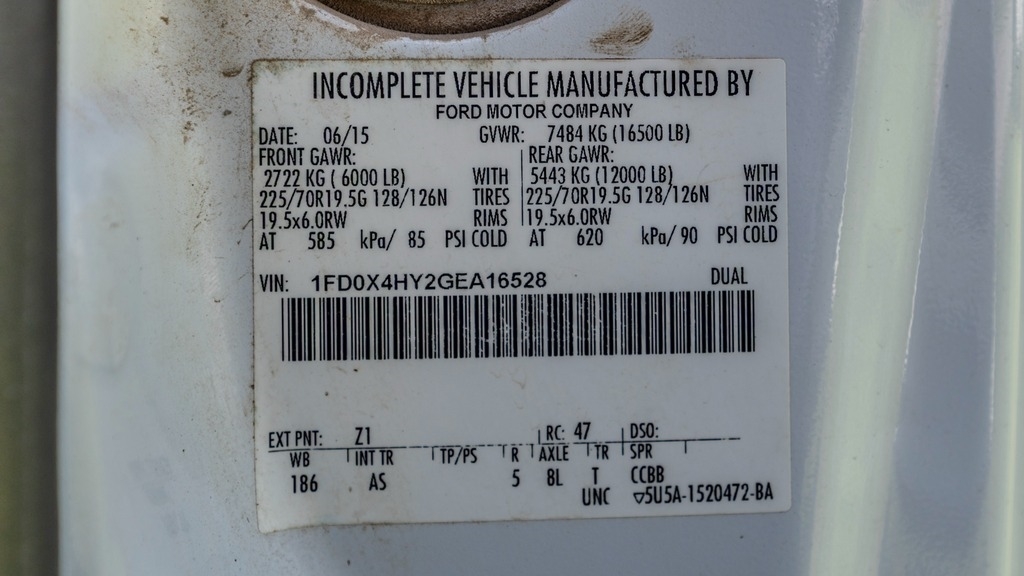 INCOMPLETE VEHICLE MANUFACTURED BY
FORD MOTOR COMPANY
DATE: 06/15 GVWR: 7484 KG (16500 LB)
FRONT GAWR: REAR GAWR:
2722 KG ( 6000 LB) WITH 5443 KG (12000 LB) WITH
225/70R19.5G 128/126N TIRES 225/70R19.5G 128/126N TIRES
19.5x6.0RW RIMS 19.5x6.0RW RIMS
AT 585 kPa/ 85 PSI COLD AT 620 kPa/ 90 PSI COLD
VIN: 1FD0X4HY2GEA16528 DUAL
EXT PNT: Z1 RC: 47 DSO:
WB INT TR TP/PS R AXLE TR SPR
186 AS 5 8L T CCBB
UNC ▽5U5A-1520472-BA